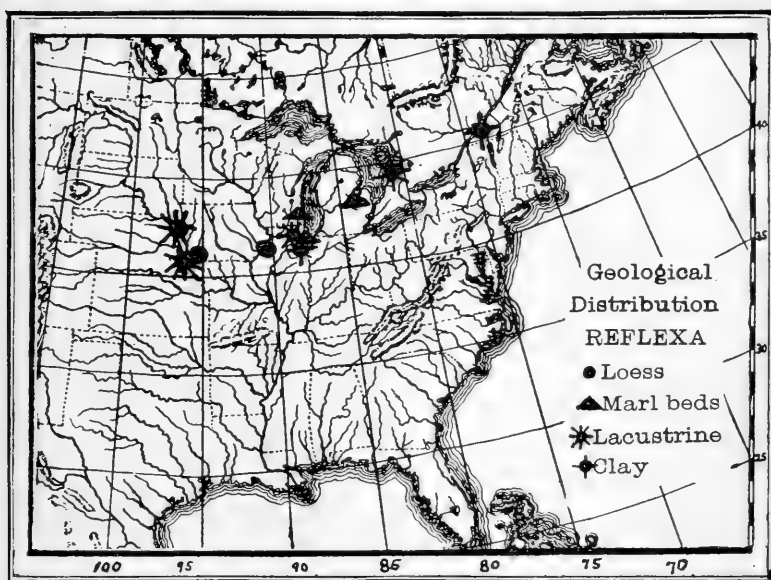 40
35
30
25
Geological
Distribution
REFLEXA
Loess
Marl beds
Lacustrine
Clay
100 95 90 85 80 75 70